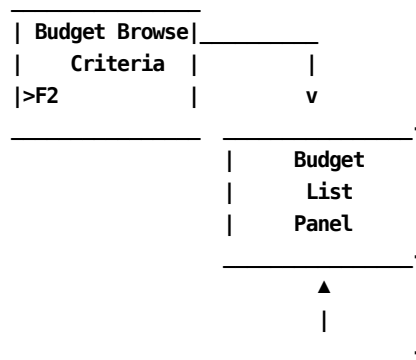 Budget Browse
Criteria
>F2
v
Budget
List
Panel